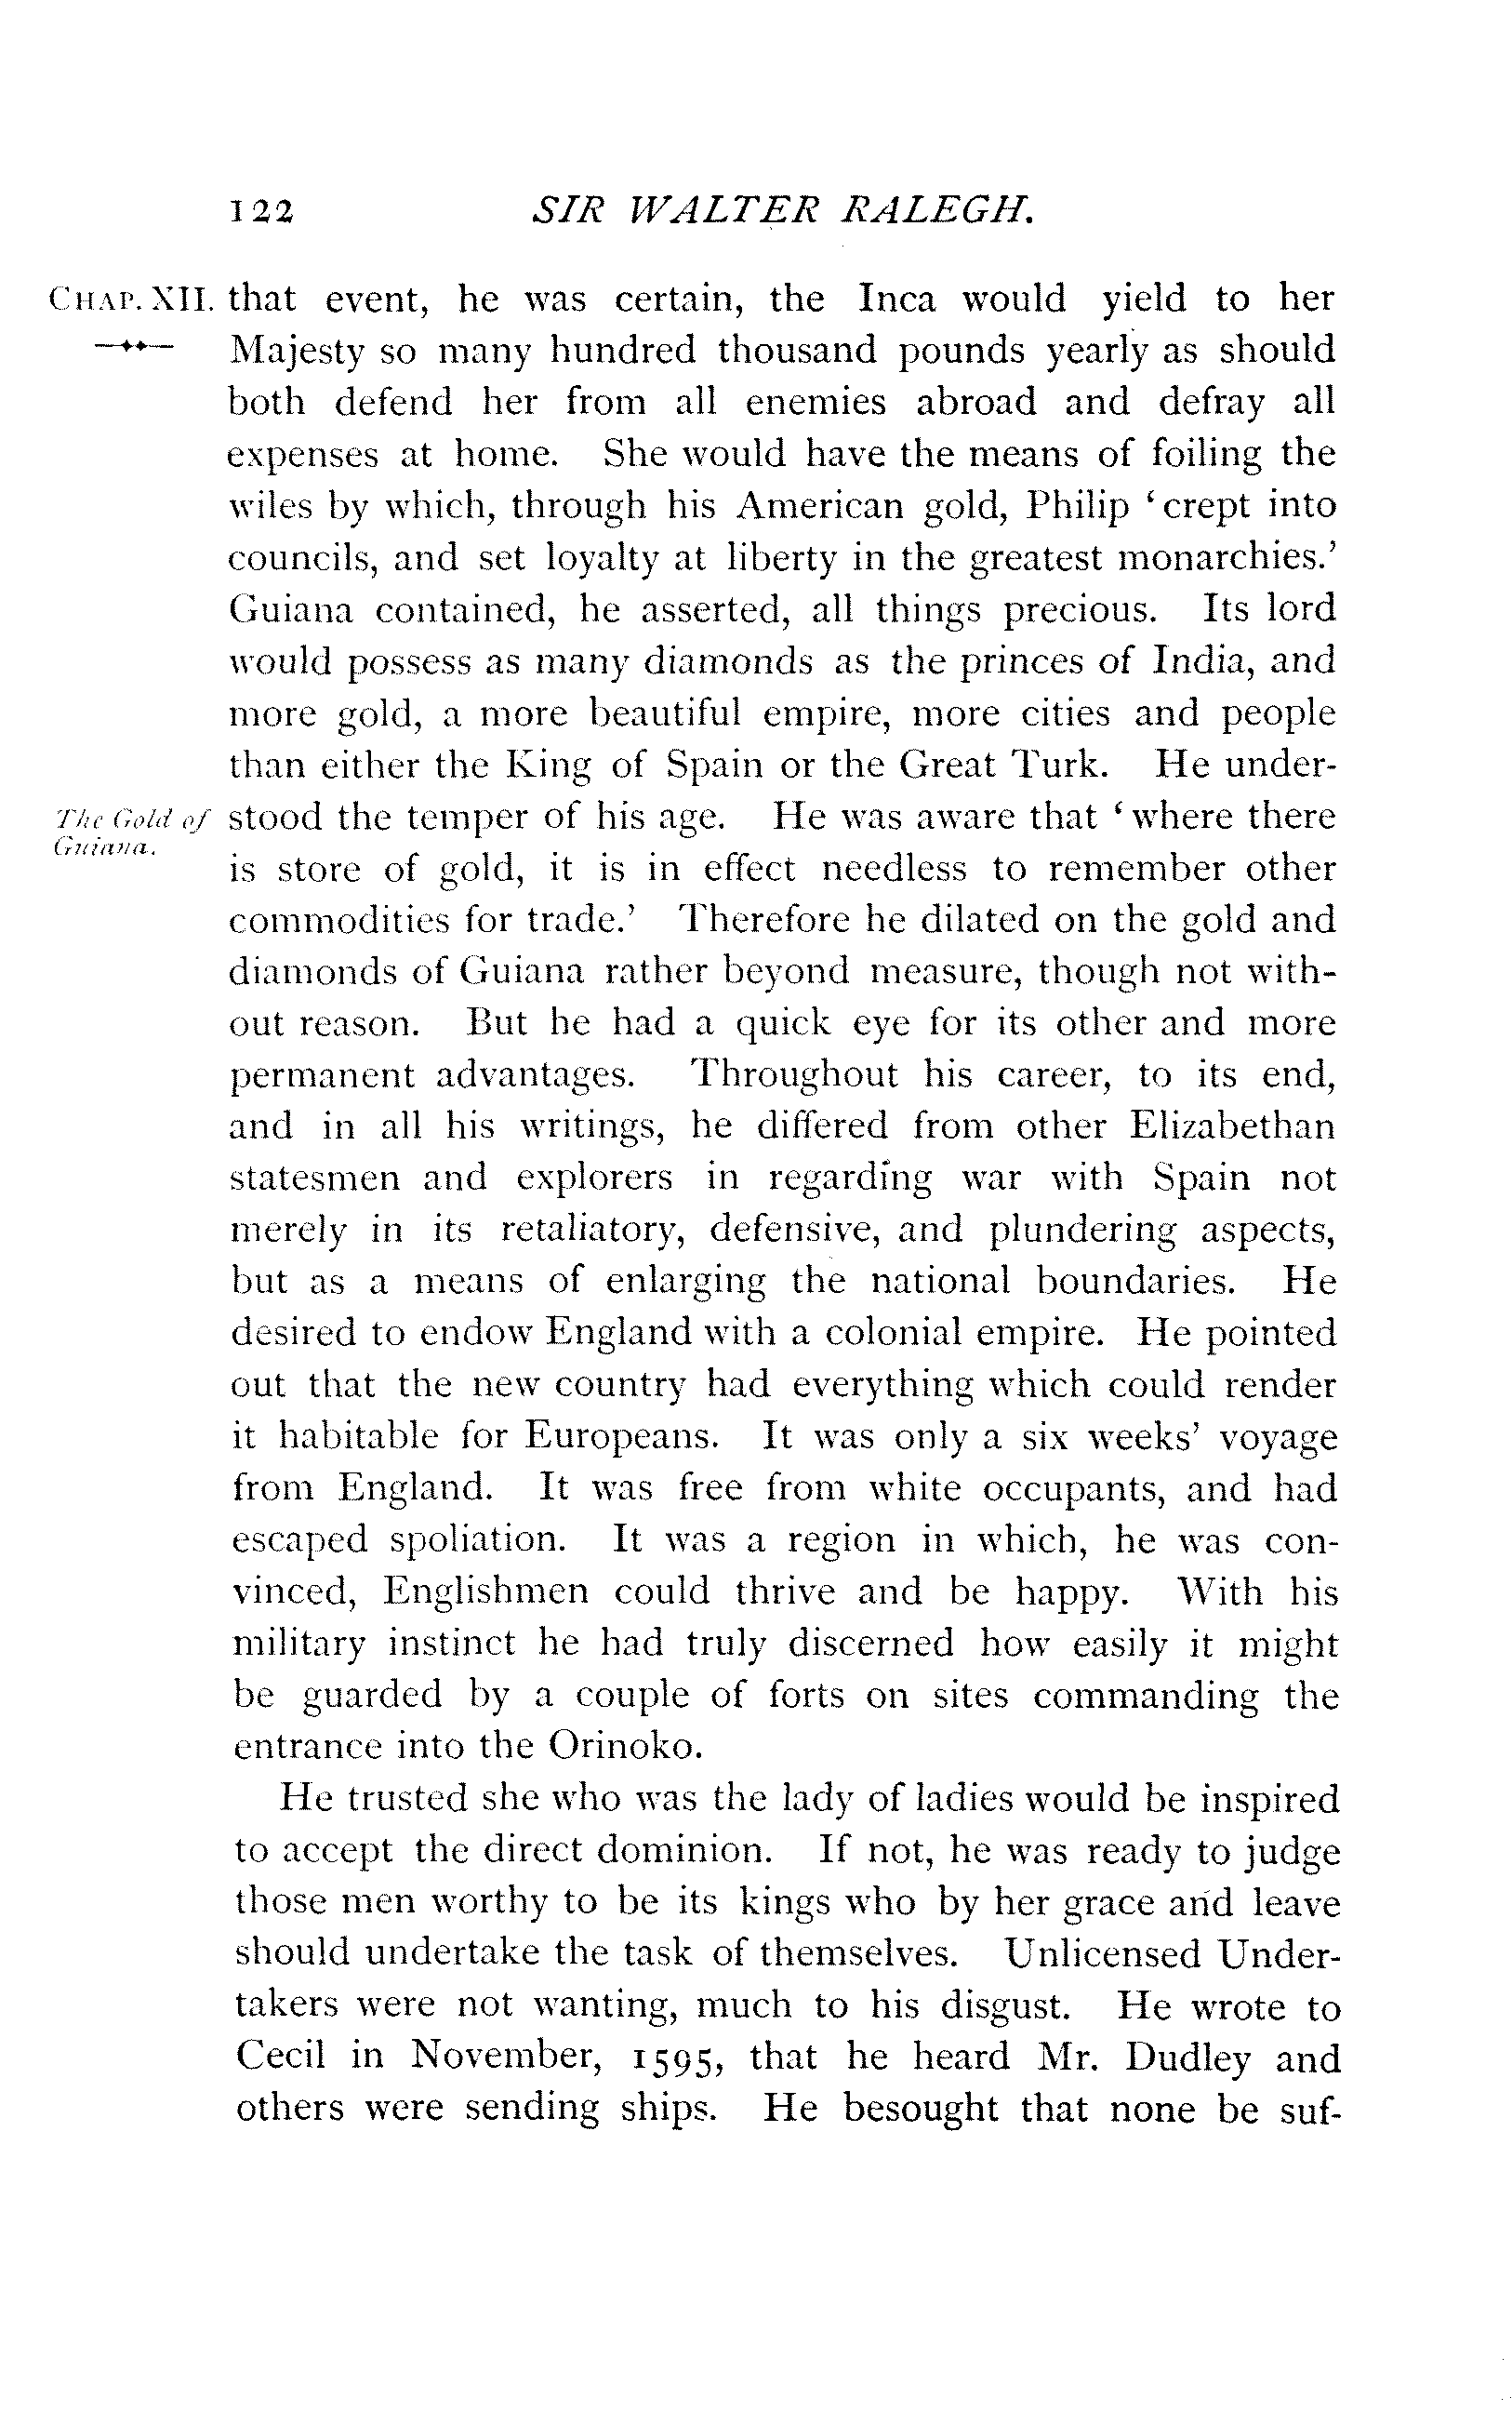 122 SIR WALTER RALEGH.
CHAP. XII. that event, he was certain, the Inca would yield to her
Majesty so many hundred thousand pounds yearly as should
both defend her from all enemies abroad and defray all
expenses at home. She would have the means of foiling the
wiles by which, through his American gold, Philip ‘crept into
councils, and set loyalty at liberty in the greatest monarchies.’
Guiana contained, he asserted, all things precious. Its lord
would possess as many diamonds as the princes of India, and
more gold, a more beautiful empire, more cities and people
than either the King of Spain or the Great Turk. He under-
The Gold of
Guiana.
stood the temper of his age. He was aware that ‘where there
is store of gold, it is in effect needless to remember other
commodities for trade.’ Therefore he dilated on the gold and
diamonds of Guiana rather beyond measure, though not with-
out reason. But he had a quick eye for its other and more
permanent advantages. Throughout his career, to its end,
and in all his writings, he differed from other Elizabethan
statesmen and explorers in regarding war with Spain not
merely in its retaliatory, defensive, and plundering aspects,
but as a means of enlarging the national boundaries. He
desired to endow England with a colonial empire. He pointed
out that the new country had everything which could render
it habitable for Europeans. It was only a six weeks’ voyage
from England. It was free from white occupants, and had
escaped spoliation. It was a region in which, he was con-
vinced, Englishmen could thrive and be happy. With his
military instinct he had truly discerned how easily it might
be guarded by a couple of forts on sites commanding the
entrance into the Orinoko.
He trusted she who was the lady of ladies would be inspired
to accept the direct dominion. If not, he was ready to judge
those men worthy to be its kings who by her grace and leave
should undertake the task of themselves. Unlicensed Under-
takers were not wanting, much to his disgust. He wrote to
Cecil in November, 1595, that he heard Mr. Dudley and
others were sending ships. He besought that none be suf-